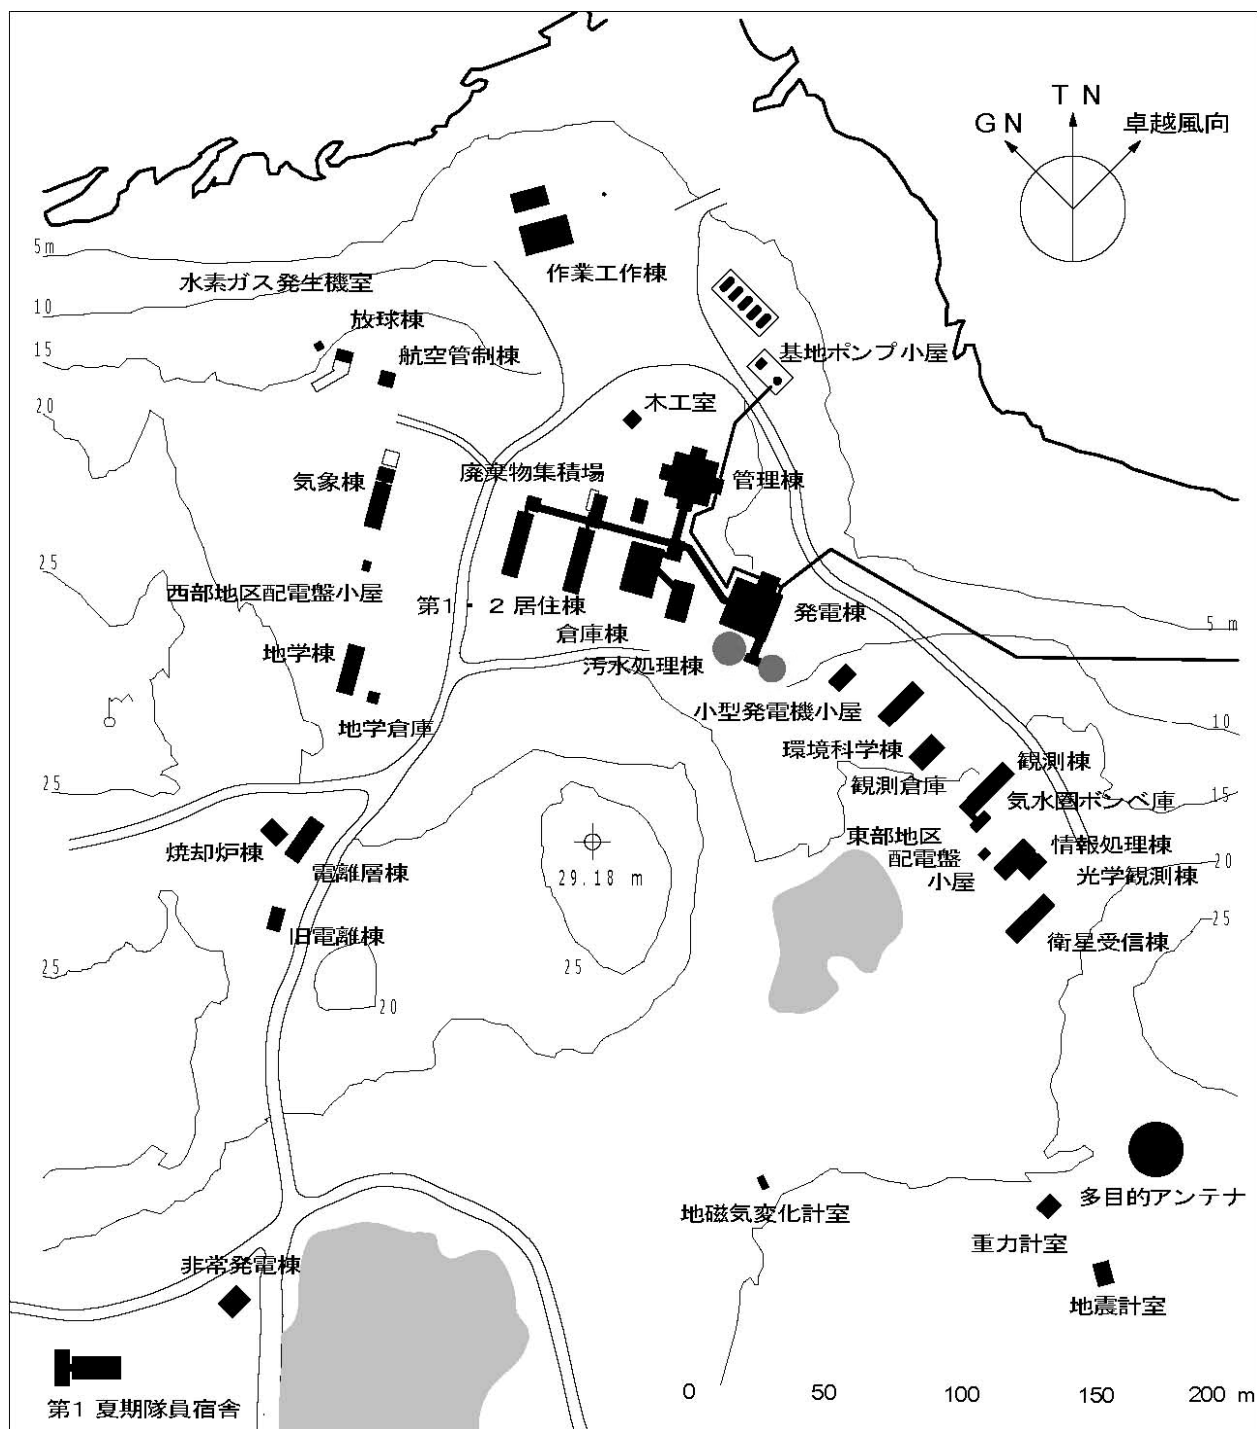 T N
G N
卓越風向
5m
水素ガス発生機室
作業工作棟
10
放球棟
15
航空管制棟
基地ポンプ小屋
20
木工室
廃棄物集積場
管理棟
気象棟
25
西部地区配電盤小屋
第1・2居住棟
発電棟
倉庫棟
5m
地学棟
汚水処理棟
地学倉庫
小型発電機小屋
10
環境科学棟
観測棟
25
観測倉庫
気水圏ボンベ庫
15
東部地区
配電盤
小屋
焼却炉棟
情報処理棟
電離層棟
29.18 m
光学観測棟
20
25
旧電離棟
衛星受信棟
25
25
20
多目的アンテナ
地磁気変化計室
重力計室
非常発電棟
地震計室
0 50 100 150 200 m
第1夏期隊員宿舎